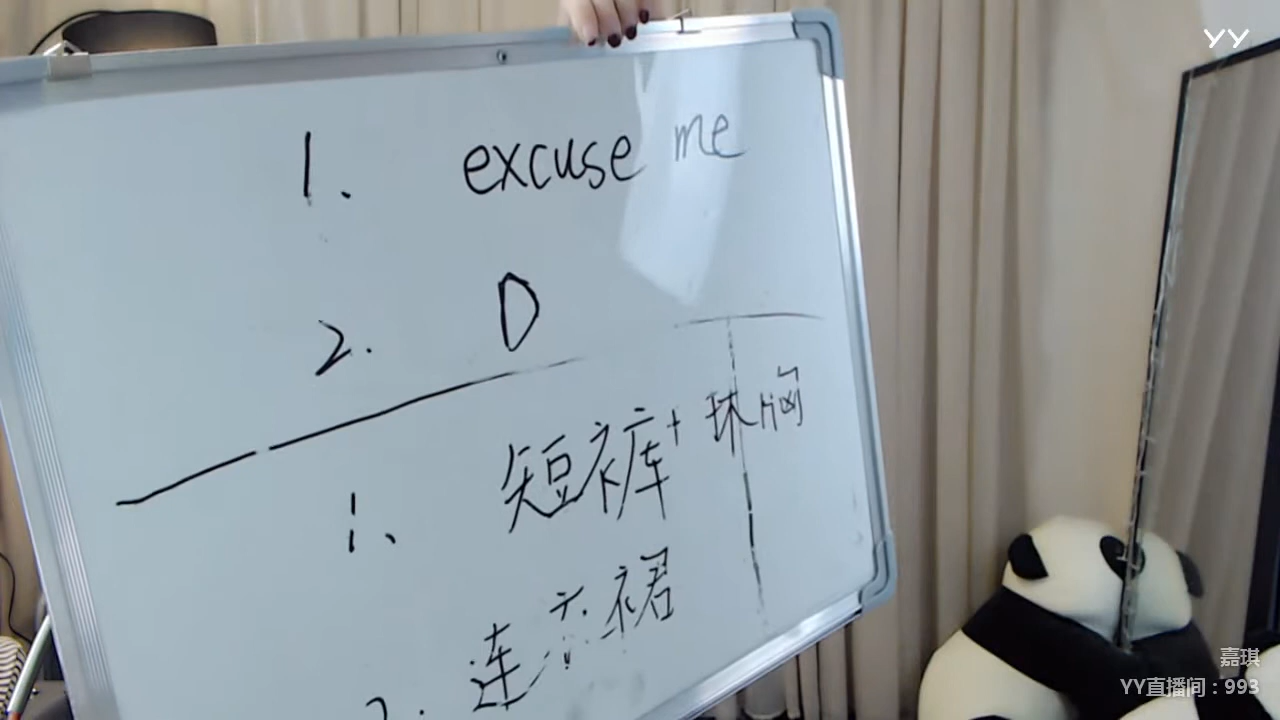 YY
1. excuse me
2. D
1、 短裤+抹胸
2. 连衣裙
嘉琪
YY直播间：993